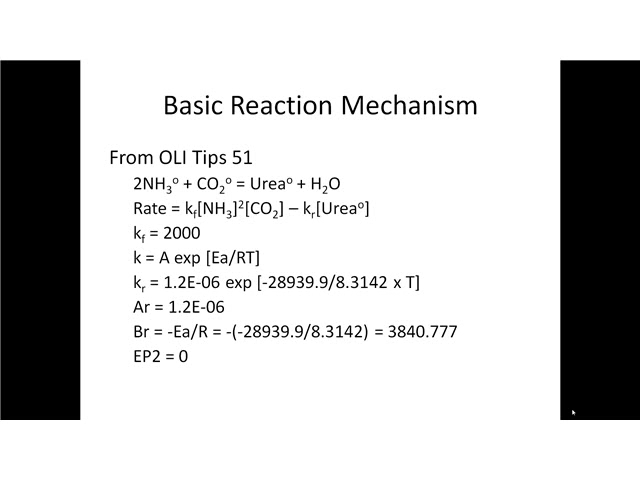 Basic Reaction Mechanism
From OLI Tips 51
2NH₃ᵒ + CO₂ᵒ = Ureaᵒ + H₂O
Rate = k_f[NH₃]²[CO₂] – kᵣ[Ureaᵒ]
k_f = 2000
k = A exp [Ea/RT]
kᵣ = 1.2E-06 exp [-28939.9/8.3142 x T]
Ar = 1.2E-06
Br = -Ea/R = -(-28939.9/8.3142) = 3840.777
EP2 = 0